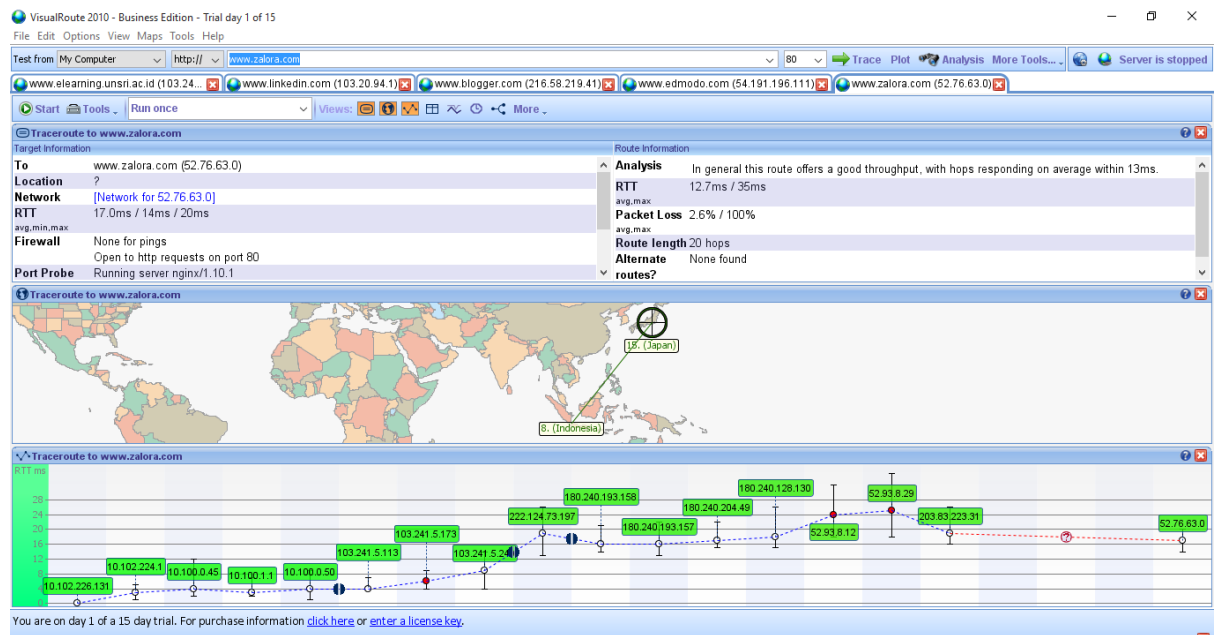 VisualRoute 2010 - Business Edition - Trial day 1 of 15
File Edit Options View Maps Tools Help
Test from My Computer http:// www.zalora.com 80 Trace Plot Analysis More Tools... Server is stopped
www.elearning.unsri.ac.id (103.24... www.linkedin.com (103.20.94.1) www.blogger.com (216.58.219.41) www.edmodo.com (54.191.196.111) www.zalora.com (52.76.63.0)
Start Tools Run once Views: More
Traceroute to www.zalora.com
Target Information
To www.zalora.com (52.76.63.0)
Location ?
Network [Network for 52.76.63.0]
RTT 17.0ms / 14ms / 20ms
avg,min,max
Firewall None for pings
Open to http requests on port 80
Port Probe Running server nginx/1.10.1
Route Information
Analysis In general this route offers a good throughput, with hops responding on average within 13ms.
RTT 12.7ms / 35ms
avg,max
Packet Loss 2.6% / 100%
avg,max
Route length 20 hops
Alternate None found
routes?
Traceroute to www.zalora.com
15. (Japan)
8. (Indonesia)
Traceroute to www.zalora.com
RTT ms
28
24
20
16
12
8
4
0
10.102.226.131
10.102.224.1
10.100.0.45
10.100.1.1
10.100.0.50
103.241.5.113
103.241.5.173
103.241.5.24
222.124.73.197
180.240.193.158
180.240.193.157
180.240.204.49
180.240.128.130
52.93.8.12
52.93.8.29
203.83.223.31
?
52.76.63.0
You are on day 1 of a 15 day trial. For purchase information click here or enter a license key.